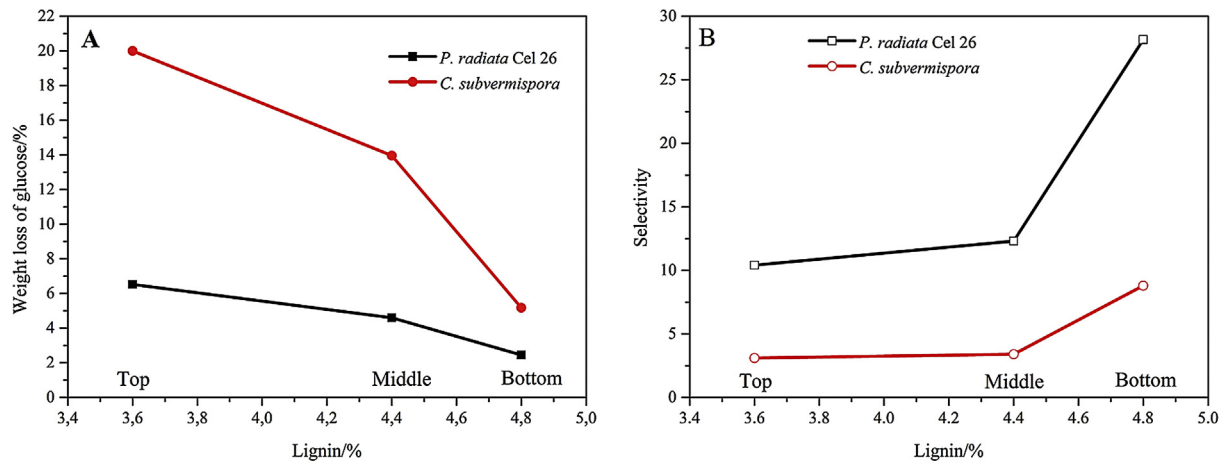 A
P. radiata Cel 26
C. subvermispora
Weight loss of glucose/%
22
20
18
16
14
12
10
8
6
4
2
0
Top Middle Bottom
3,4 3,6 3,8 4,0 4,2 4,4 4,6 4,8 5,0
Lignin/%
B
P. radiata Cel 26
C. subvermispora
Selectivity
30
25
20
15
10
5
0
Top Middle Bottom
3.4 3.6 3.8 4.0 4.2 4.4 4.6 4.8 5.0
Lignin/%